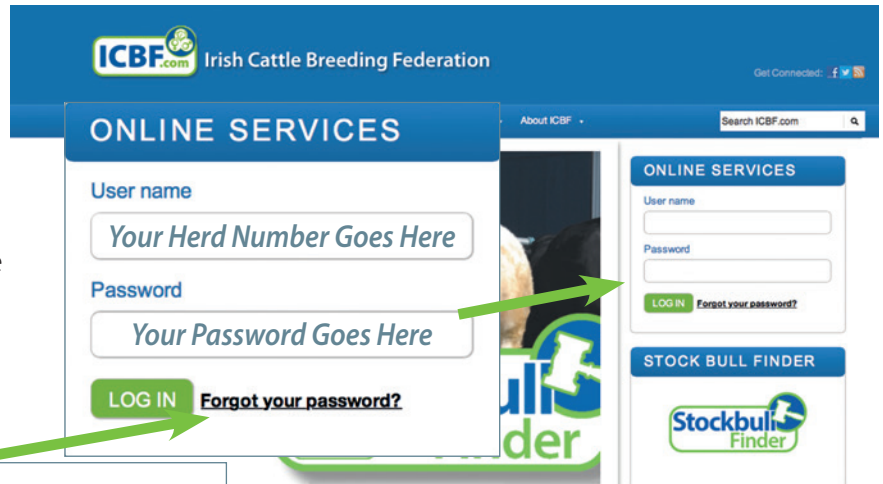 ICBF.com Irish Cattle Breeding Federation
Get Connected:
About ICBF
Search ICBF.com
ONLINE SERVICES
User name
Your Herd Number Goes Here
Password
Your Password Goes Here
LOG IN Forgot your password?
ONLINE SERVICES
User name
Password
LOG IN Forgot your password?
STOCK BULL FINDER
Stockbull
Finder